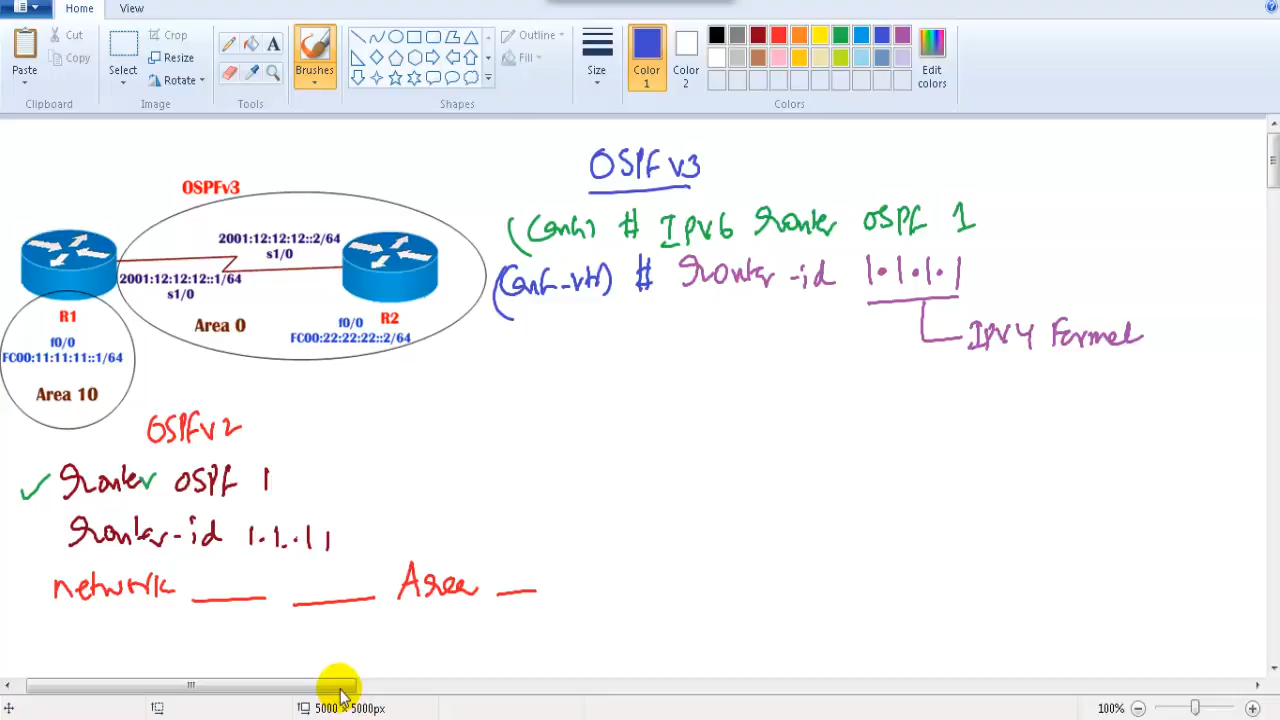 Home
View
Paste
Cut
Copy
Clipboard
Select
Crop
Resize
Rotate
Image
Tools
Brushes
Outline
Fill
Shapes
Size
Color 1
Color 2
Edit colors
Colors
OSPFv3
(Config) # IPv6 Router OSPF 1
(Conf-rtr) # Router-id 1.1.1.1
IPV4 Format
OSPFv3
2001:12:12:12::2/64
s1/0
2001:12:12:12::1/64
s1/0
R1
R2
Area 0
f0/0
FC00:22:22:22::2/64
f0/0
FC00:11:11:11::1/64
Area 10
OSPFv2
Router OSPF 1
Router-id 1.1.1.1
network ___ ___ Area __
5000 × 5000px
100%